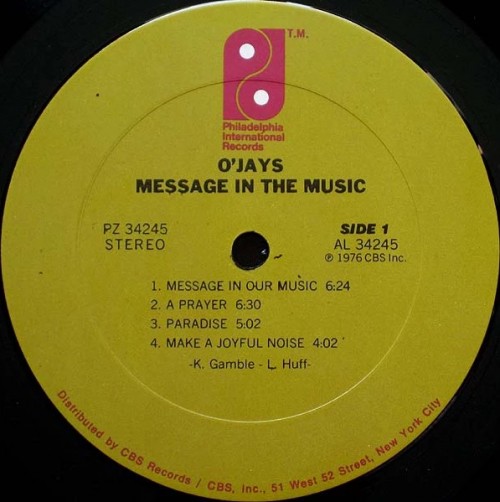 T.M.
Philadelphia
International
Records
O'JAYS
MESSAGE IN THE MUSIC
PZ 34245
STEREO
SIDE 1
AL 34245
℗ 1976 CBS Inc.
1. MESSAGE IN OUR MUSIC 6:24
2. A PRAYER 6:30
3. PARADISE 5:02
4. MAKE A JOYFUL NOISE 4:02
-K. Gamble - L. Huff-
Distributed by CBS Records / CBS, Inc., 51 West 52 Street, New York City